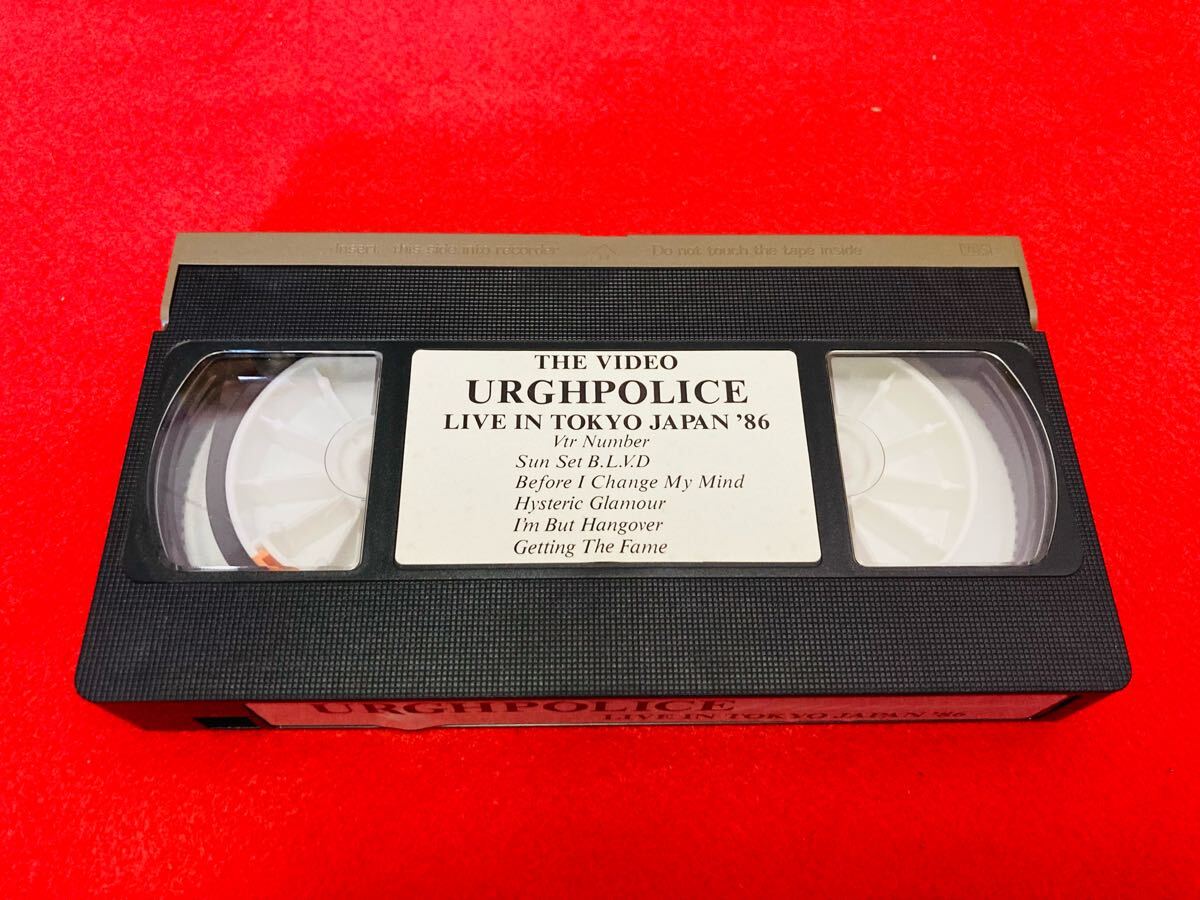 Insert this side into recorder Do not touch the tape inside VHS
THE VIDEO
URGHPOLICE
LIVE IN TOKYO JAPAN '86
Vtr Number
Sun Set B.L.V.D
Before I Change My Mind
Hysteric Glamour
I'm But Hangover
Getting The Fame
URGHPOLICE
LIVE IN TOKYO JAPAN '86